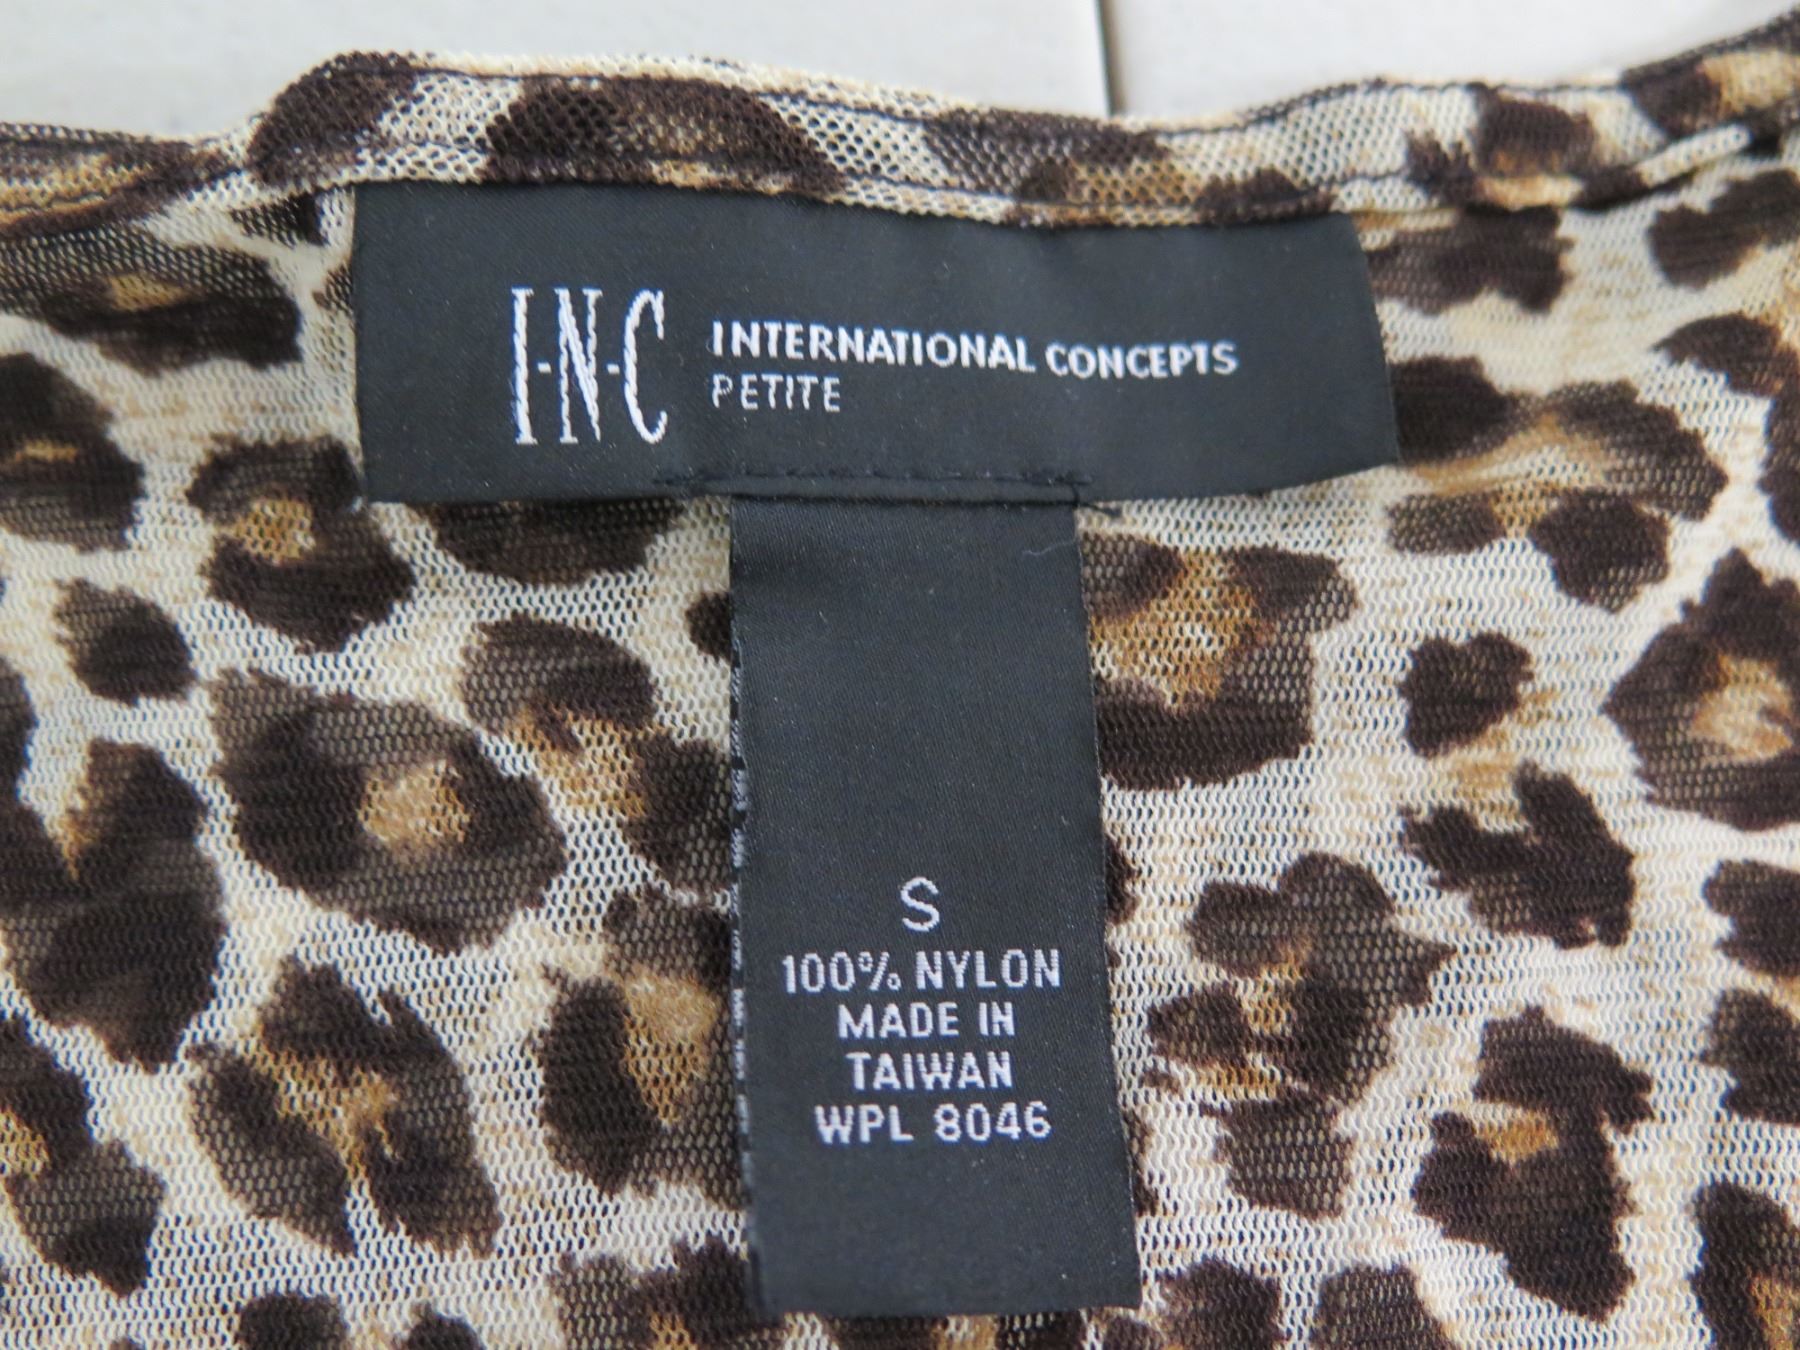 I-N-C INTERNATIONAL CONCEPTS
PETITE
S
100% NYLON
MADE IN
TAIWAN
WPL 8046